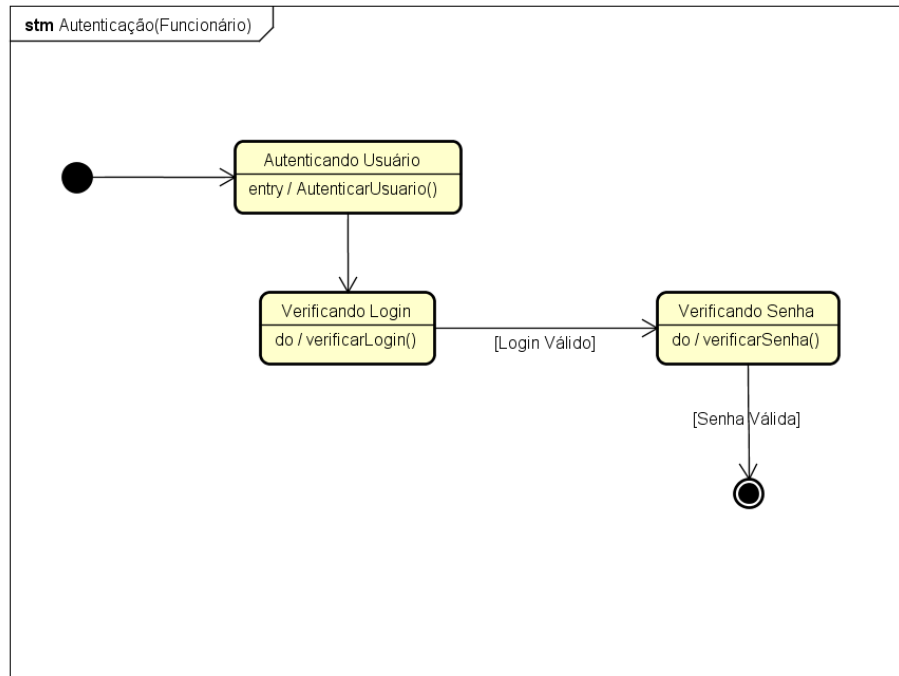 stm Autenticação(Funcionário)
Autenticando Usuário
entry / AutenticarUsuario()
Verificando Login
do / verificarLogin()
[Login Válido]
Verificando Senha
do / verificarSenha()
[Senha Válida]